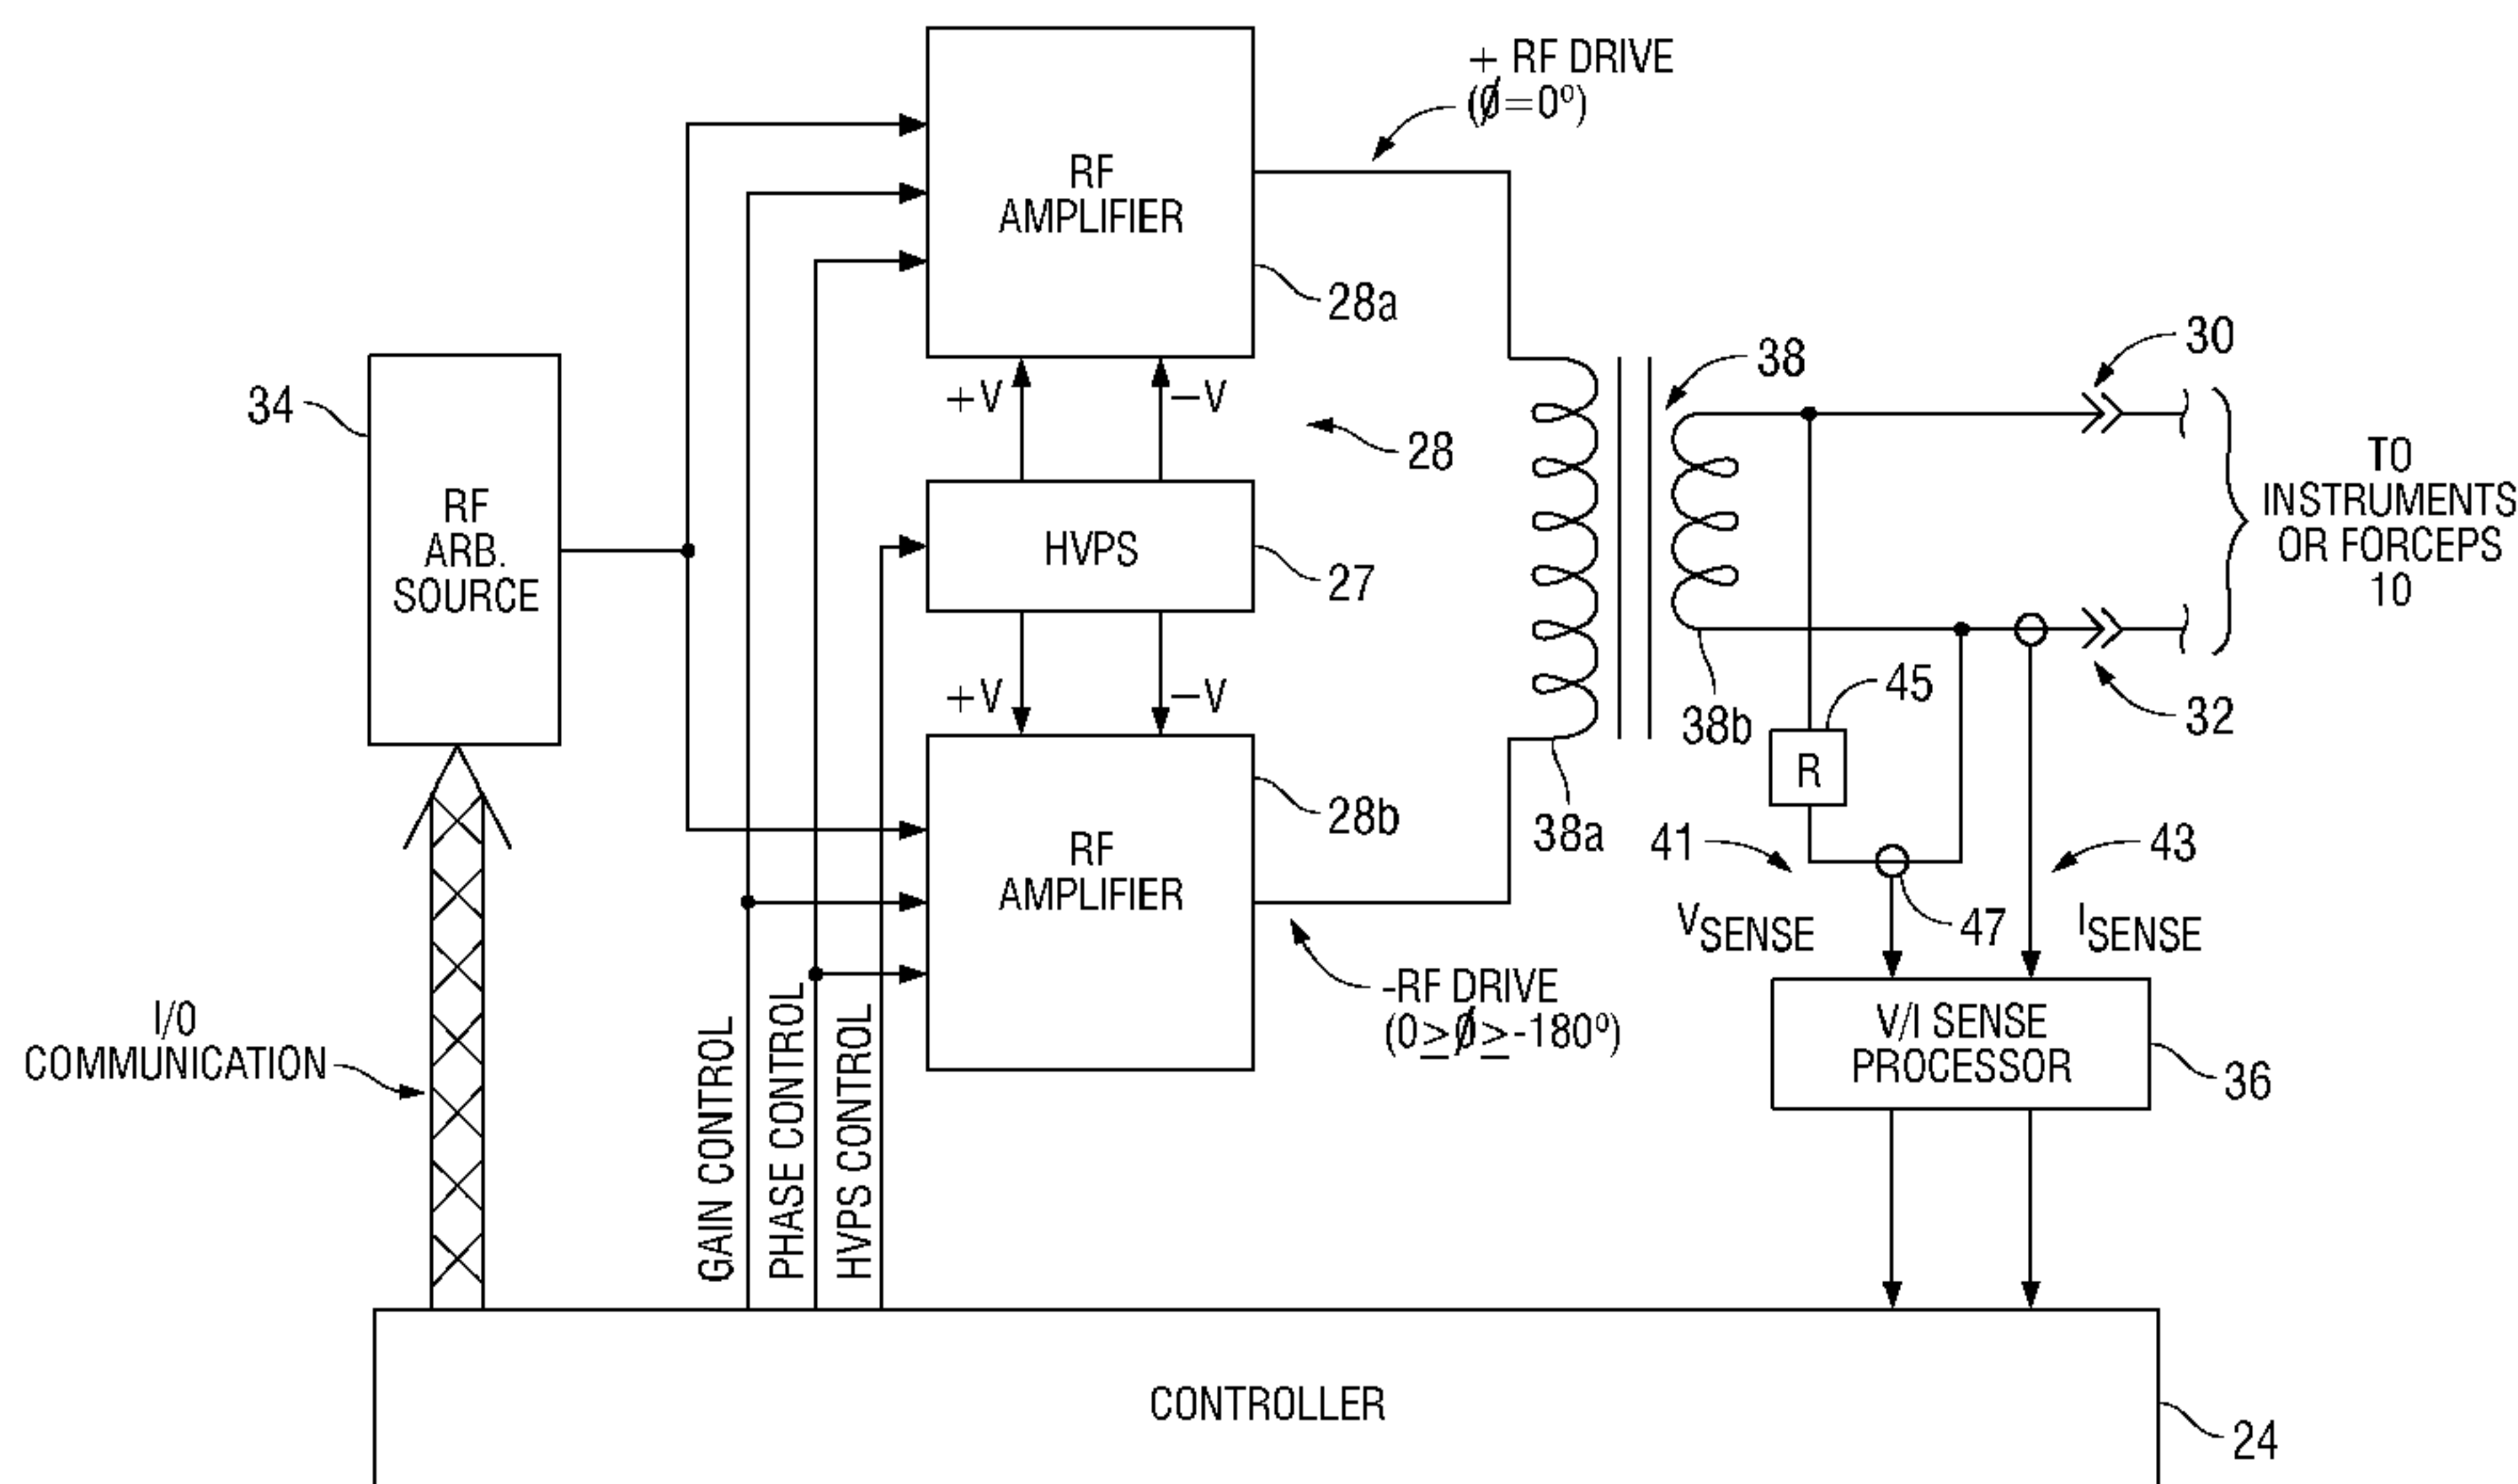 + RF DRIVE
(ø=0º)
RF
AMPLIFIER
28a
34
RF
ARB.
SOURCE
+V
–V
28
38
30
TO
INSTRUMENTS
OR FORCEPS
10
HVPS
27
+V
–V
38b
45
32
R
RF
AMPLIFIER
28b
38a
41
43
VSENSE
47
ISENSE
-RF DRIVE
(0≥ø≥-180º)
I/O
COMMUNICATION
GAIN CONTROL
PHASE CONTROL
HVPS CONTROL
V/I SENSE
PROCESSOR
36
CONTROLLER
24